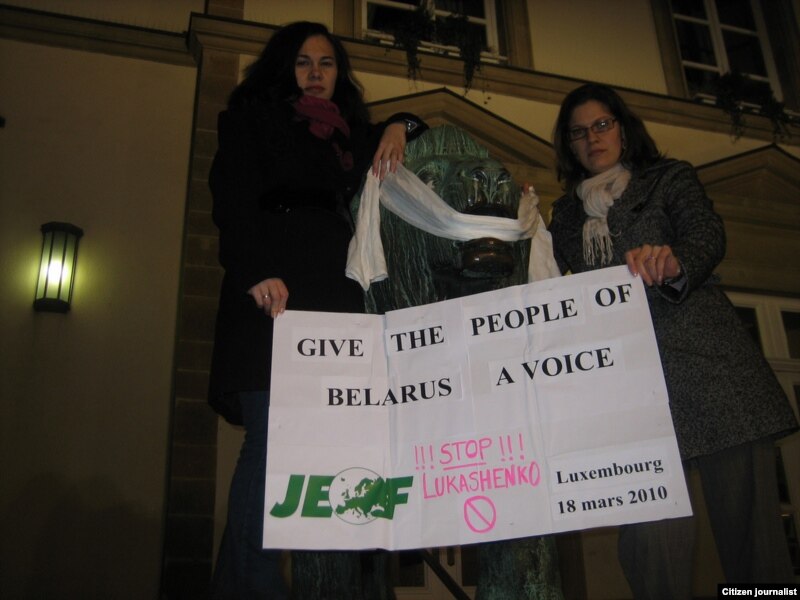 GIVE THE PEOPLE OF
BELARUS A VOICE
!!! STOP !!!
LUKASHENKO
JEF
Luxembourg
18 mars 2010
Citizen journalist